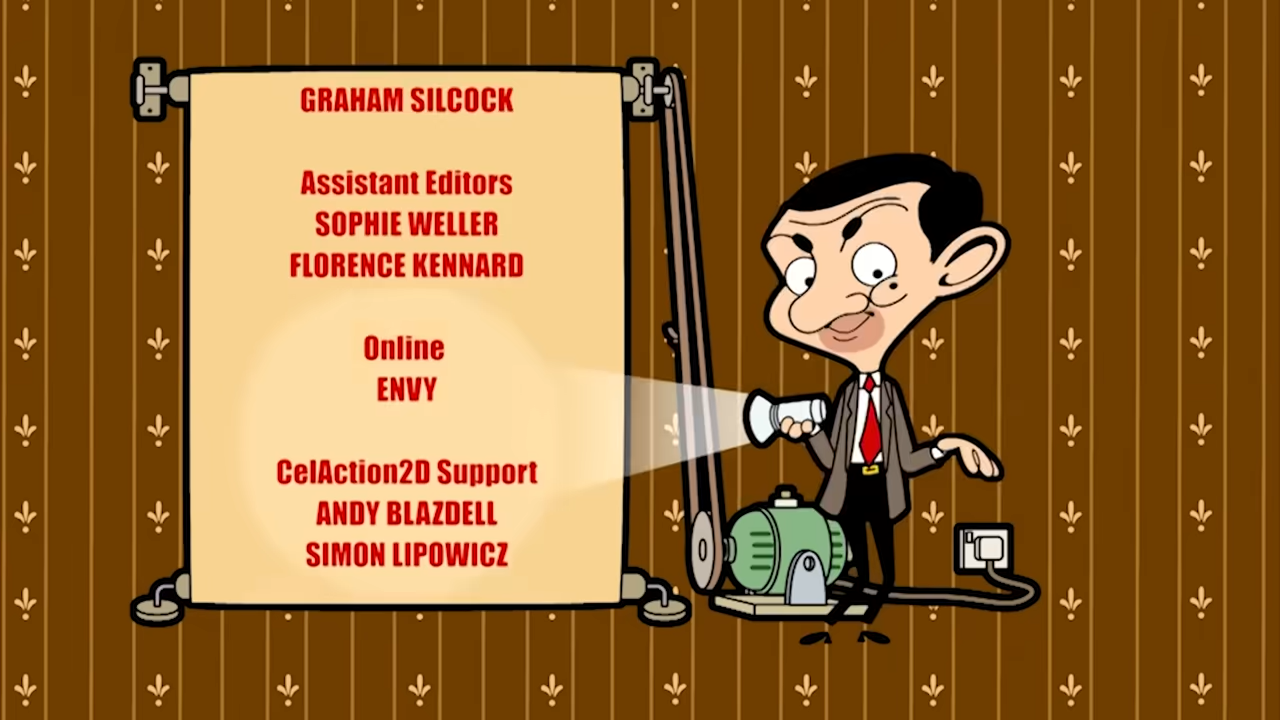 GRAHAM SILCOCK
Assistant Editors
SOPHIE WELLER
FLORENCE KENNARD
Online
ENVY
CelAction2D Support
ANDY BLAZDELL
SIMON LIPOWICZ